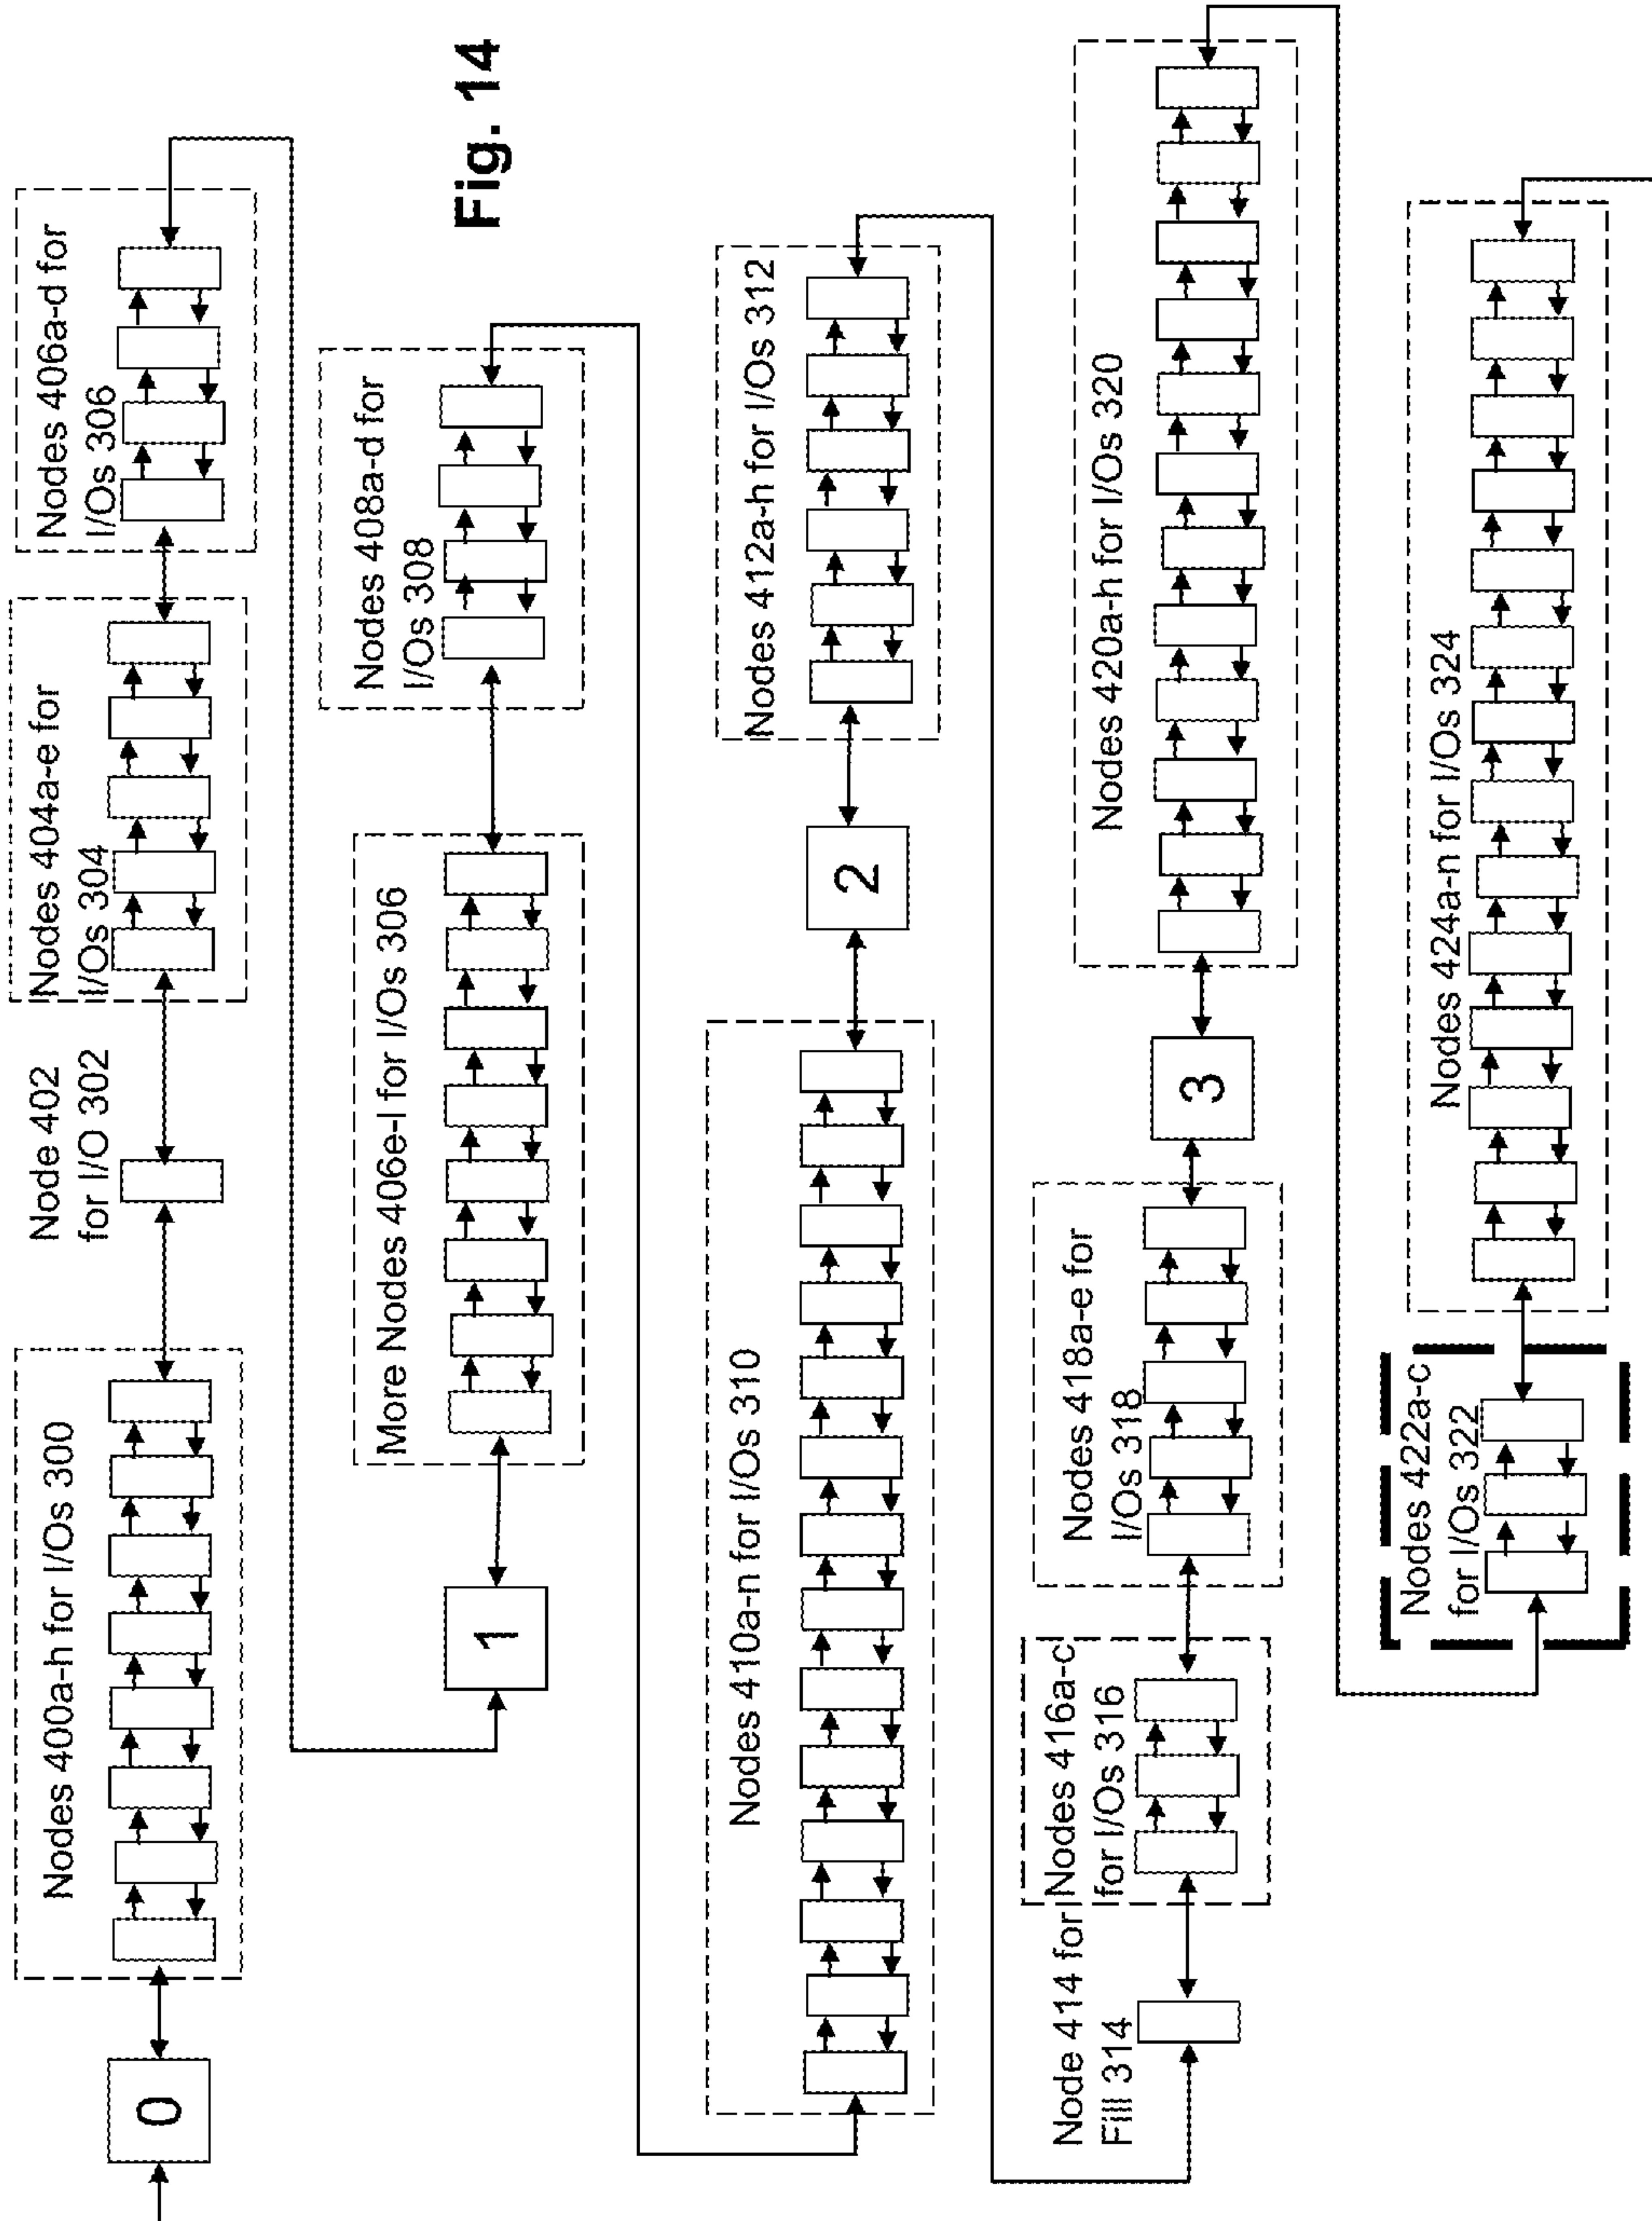 Nodes 400a-h for I/Os 300
Node 402
for I/O 302
Nodes 404a-e for
I/Os 304
Nodes 406a-d for
I/Os 306
0
1
More Nodes 406e-l for I/Os 306
Nodes 408a-d for
I/Os 308
Fig. 14
Nodes 410a-n for I/Os 310
2
Nodes 412a-h for I/Os 312
Node 414 for
Fill 314
Nodes 416a-c
for I/Os 316
Nodes 418a-e for
I/Os 318
3
Nodes 420a-h for I/Os 320
Nodes 422a-c
for I/Os 322
Nodes 424a-n for I/Os 324